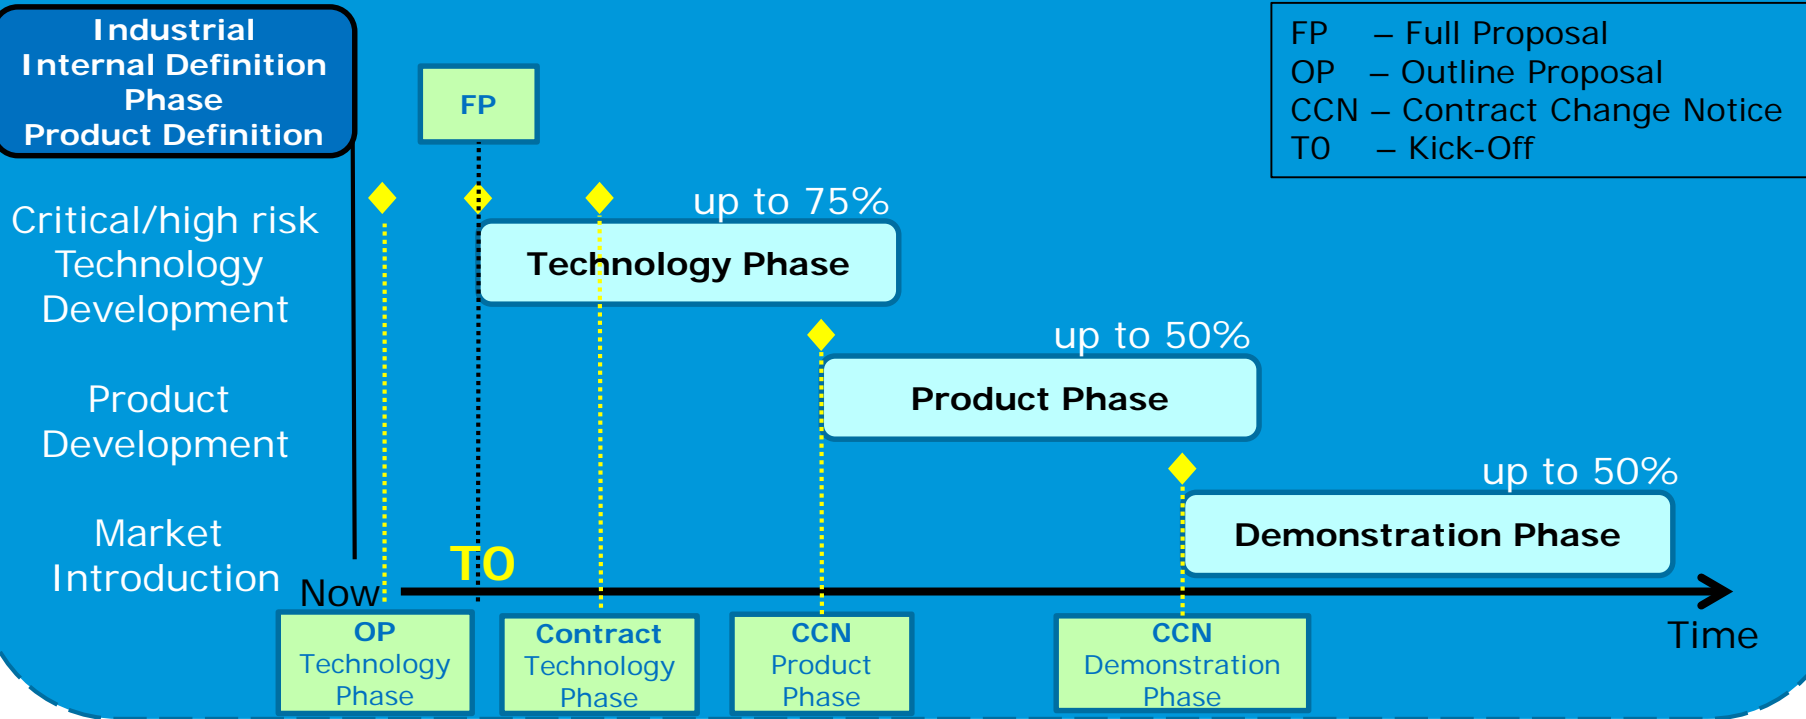 Industrial
Internal Definition
Phase
Product Definition
FP – Full Proposal
OP – Outline Proposal
CCN – Contract Change Notice
T0 – Kick-Off
FP
Critical/high risk
Technology
Development
up to 75%
Technology Phase
Product
Development
up to 50%
Product Phase
Market
Introduction
up to 50%
Demonstration Phase
Now
T0
Time
OP
Technology
Phase
Contract
Technology
Phase
CCN
Product
Phase
CCN
Demonstration
Phase